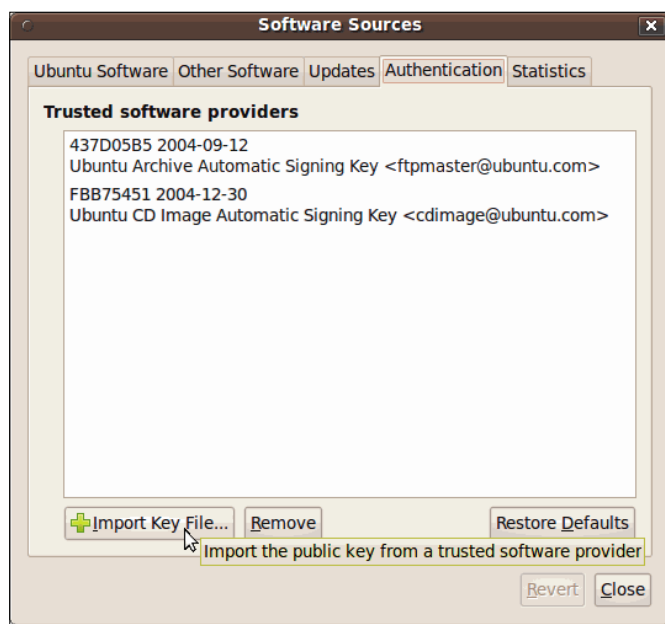 Software Sources
Ubuntu Software Other Software Updates Authentication Statistics
Trusted software providers
437D05B5 2004-09-12
Ubuntu Archive Automatic Signing Key <ftpmaster@ubuntu.com>
FBB75451 2004-12-30
Ubuntu CD Image Automatic Signing Key <cdimage@ubuntu.com>
Import Key File... Remove Restore Defaults
Import the public key from a trusted software provider
Revert Close